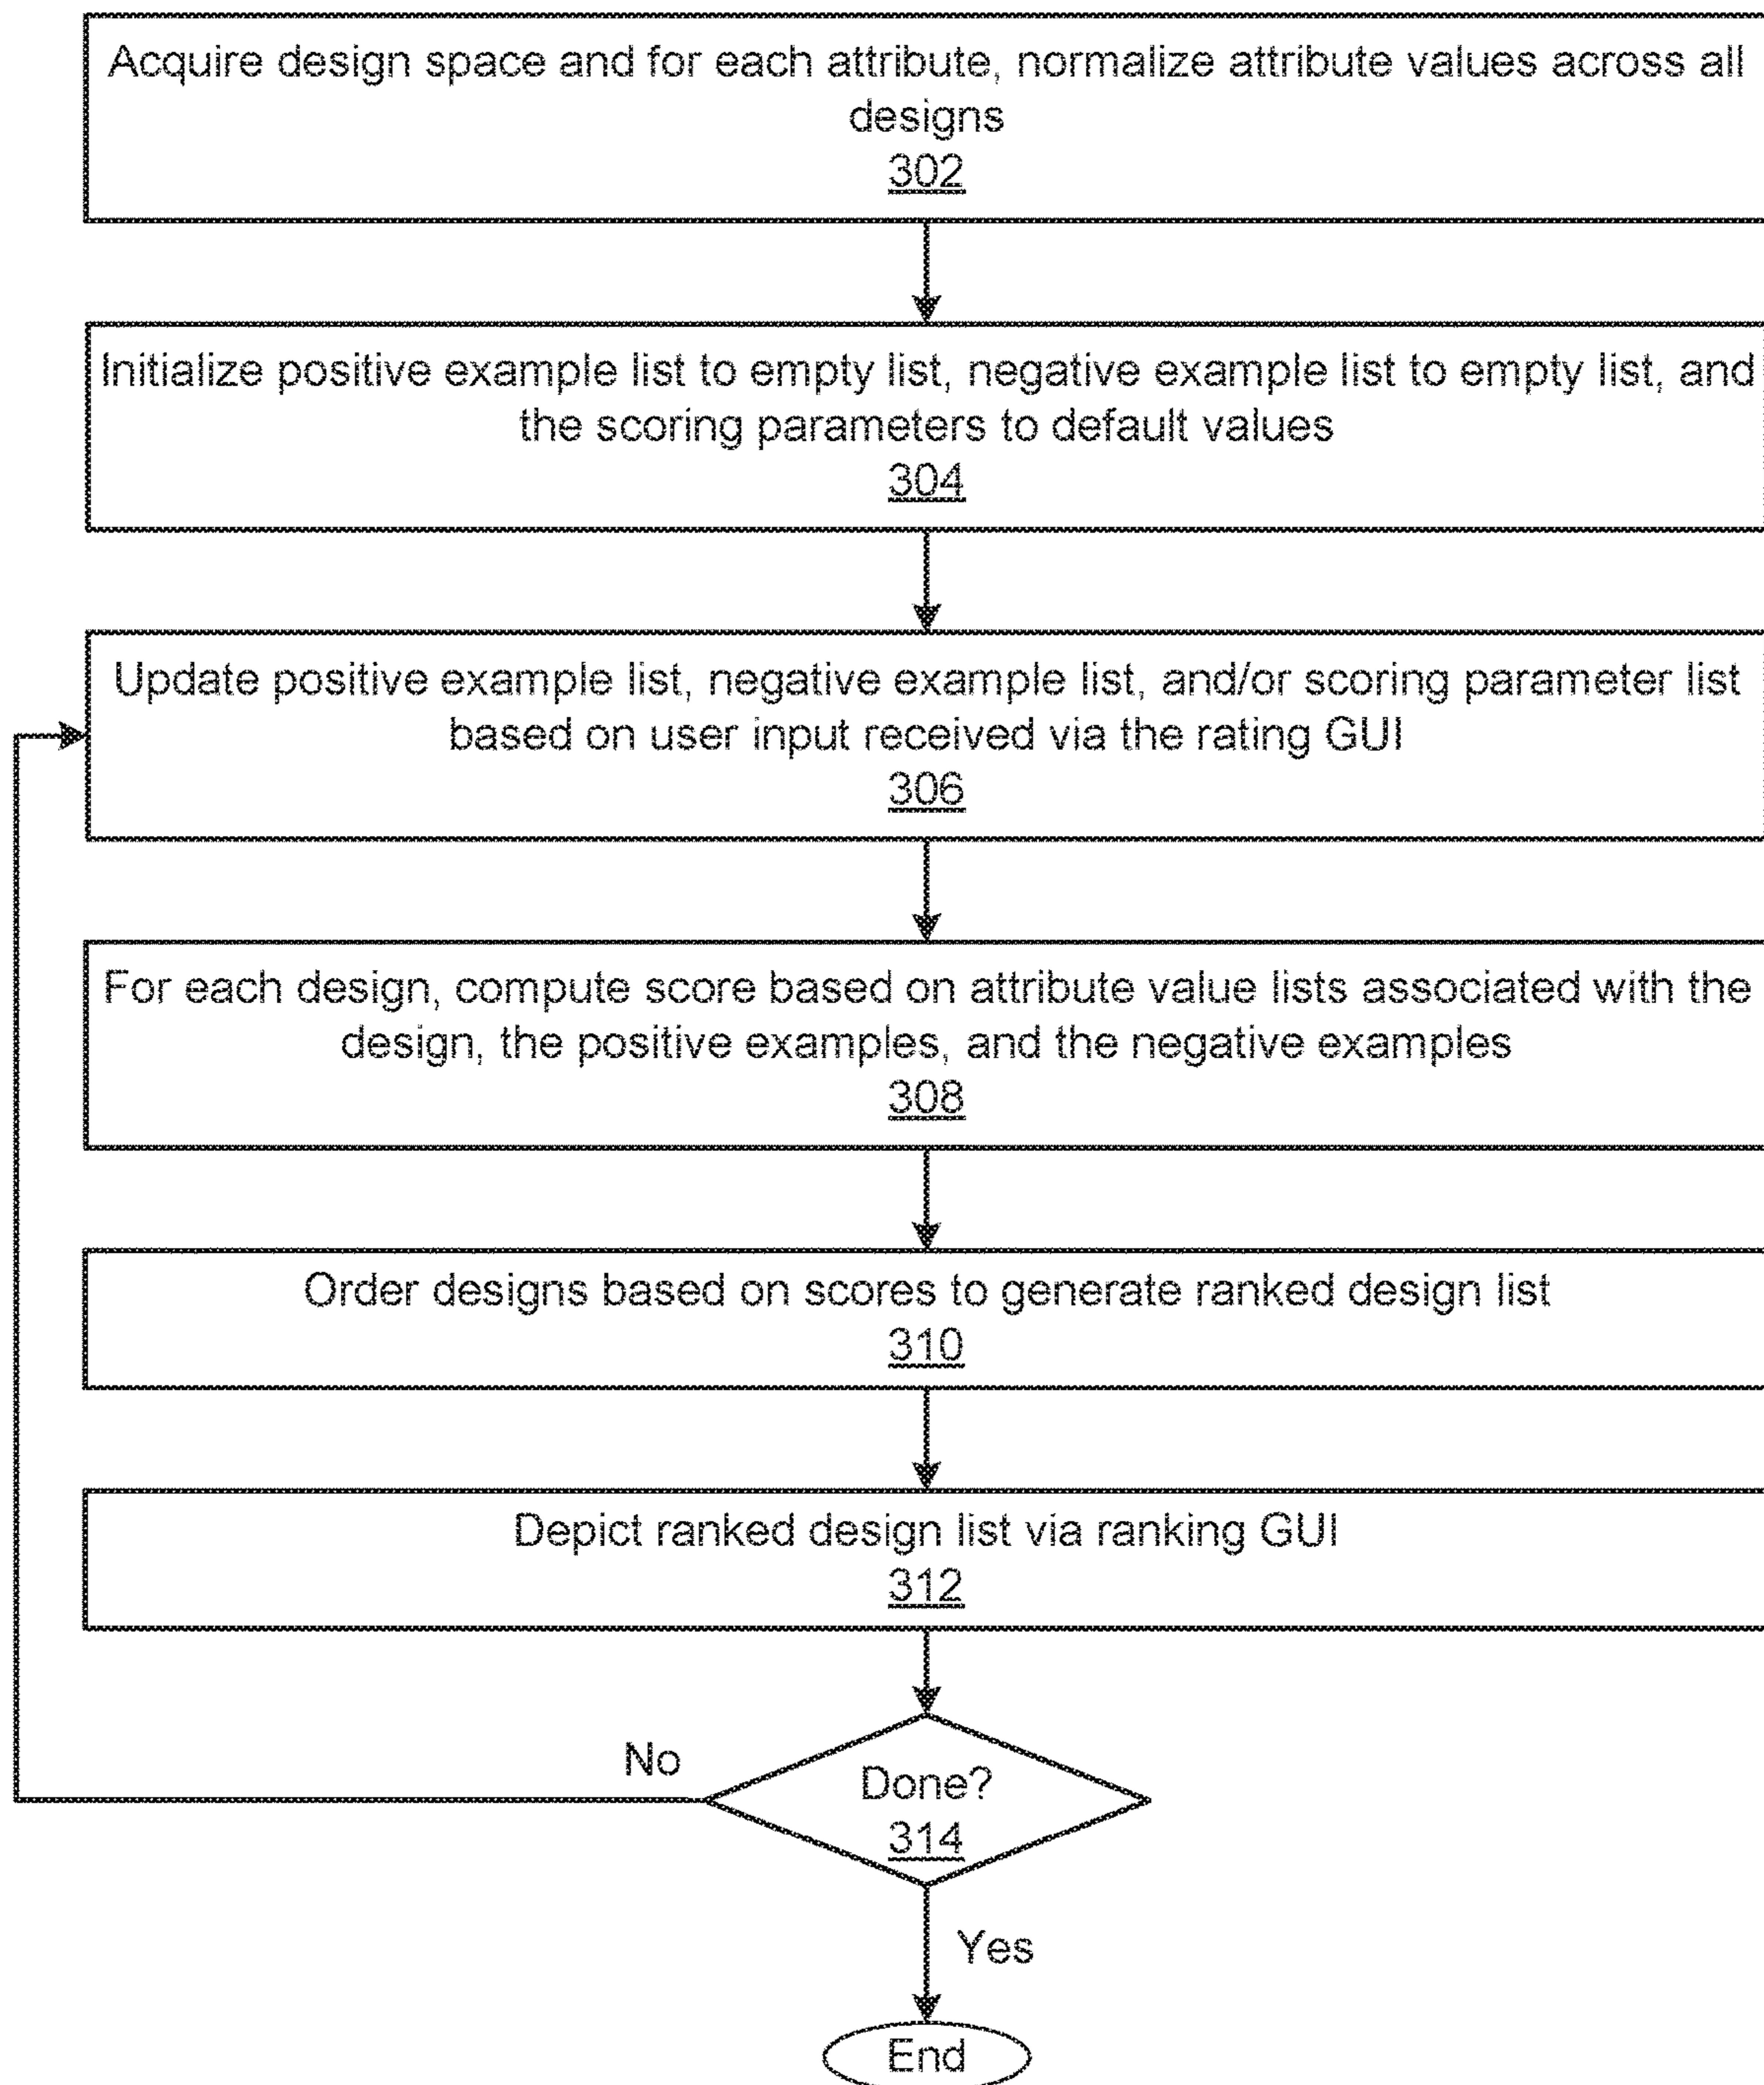 Acquire design space and for each attribute, normalize attribute values across all
designs
302
Initialize positive example list to empty list, negative example list to empty list, and
the scoring parameters to default values
304
Update positive example list, negative example list, and/or scoring parameter list
based on user input received via the rating GUI
306
For each design, compute score based on attribute value lists associated with the
design, the positive examples, and the negative examples
308
Order designs based on scores to generate ranked design list
310
Depict ranked design list via ranking GUI
312
No
Done?
314
Yes
End